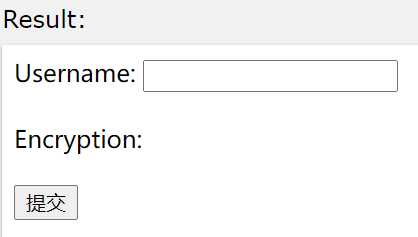 Result:
Username:
Encryption:
提交